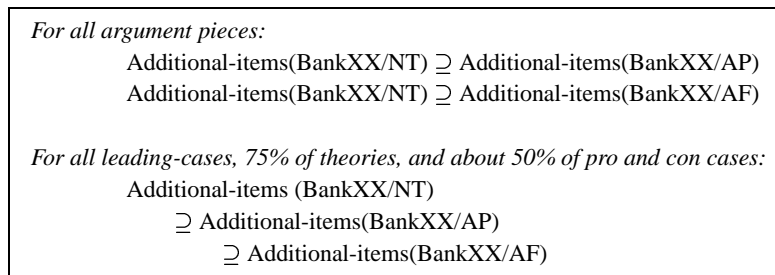 For all argument pieces:
Additional-items(BankXX/NT) ⊇ Additional-items(BankXX/AP)
Additional-items(BankXX/NT) ⊇ Additional-items(BankXX/AF)
For all leading-cases, 75% of theories, and about 50% of pro and con cases:
Additional-items (BankXX/NT)
⊇ Additional-items(BankXX/AP)
⊇ Additional-items(BankXX/AF)